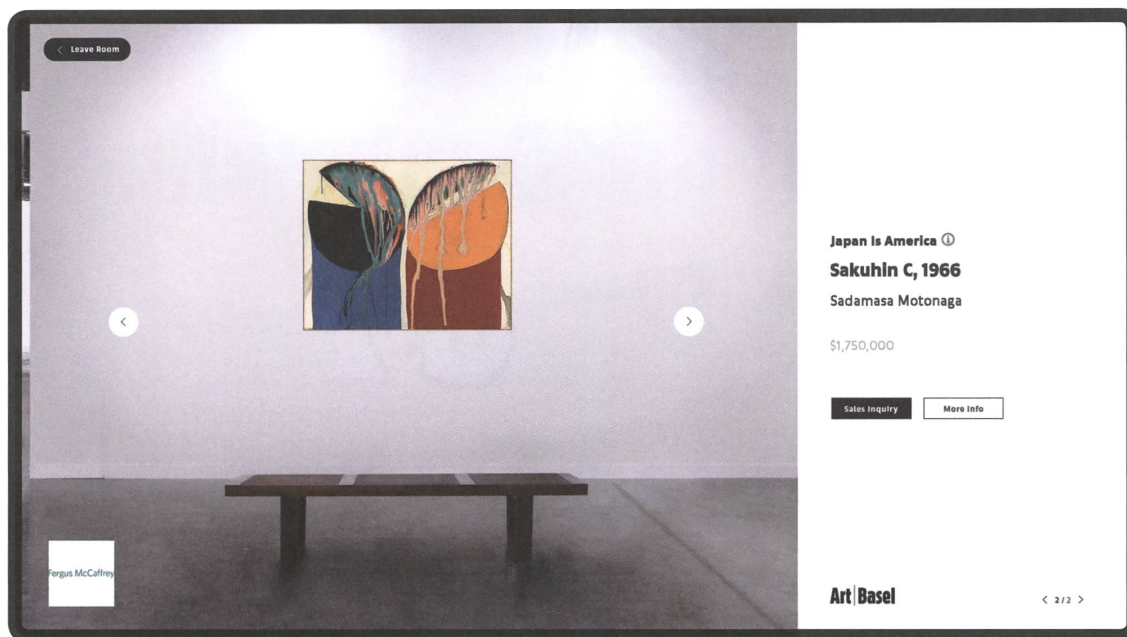 Leave Room
Japan Is America
Sakuhin C, 1966
Sadamasa Motonaga
$1,750,000
Sales Inquiry
More Info
Fergus McCaffrey
Art Basel
2/2